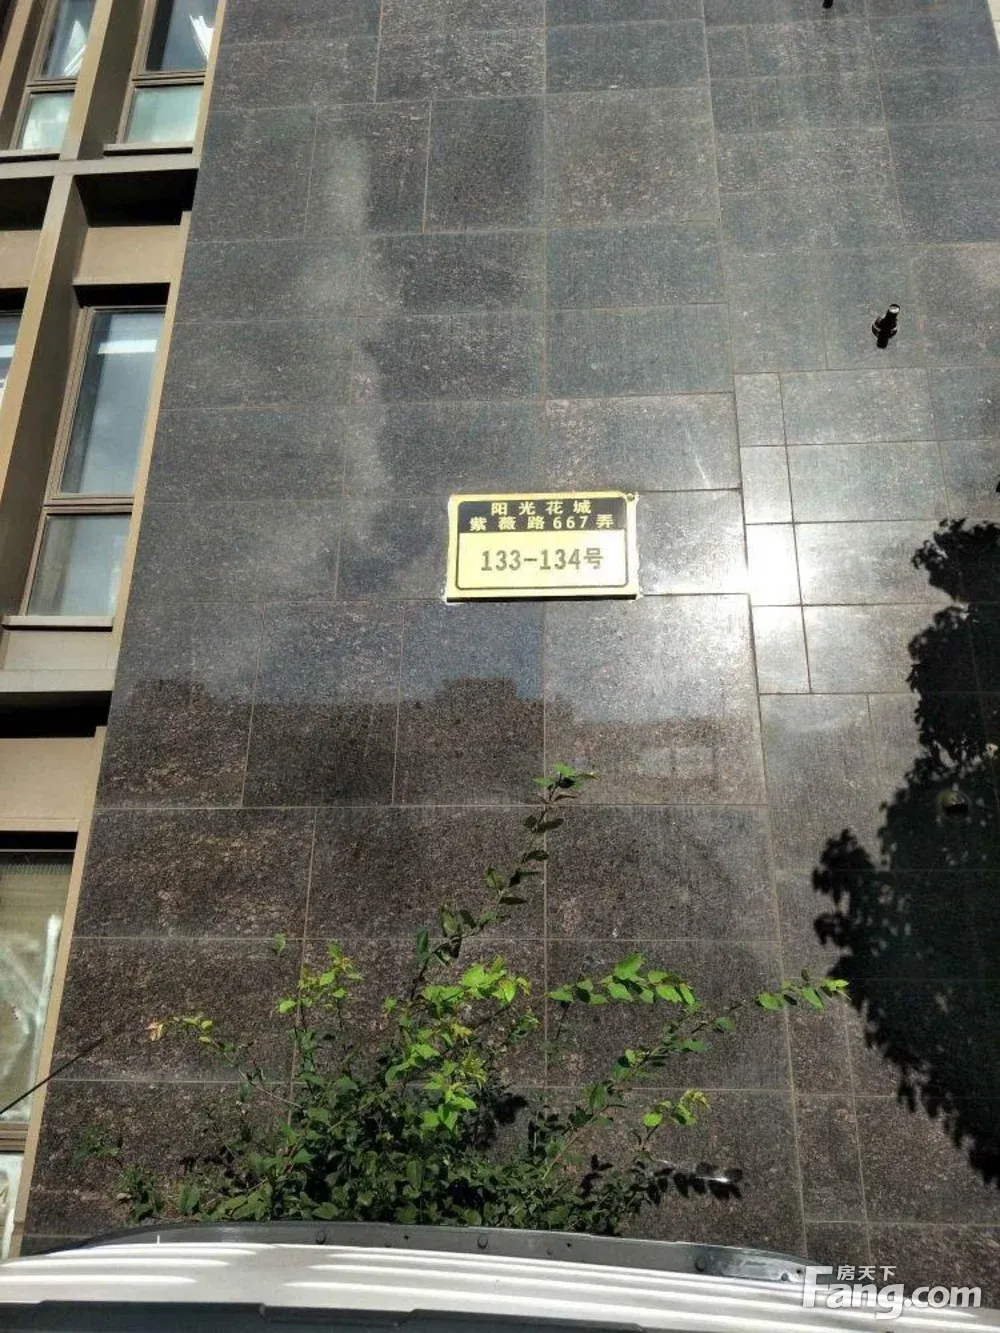 阳光花城
紫薇路667弄
133-134号
房天下
Fang.com